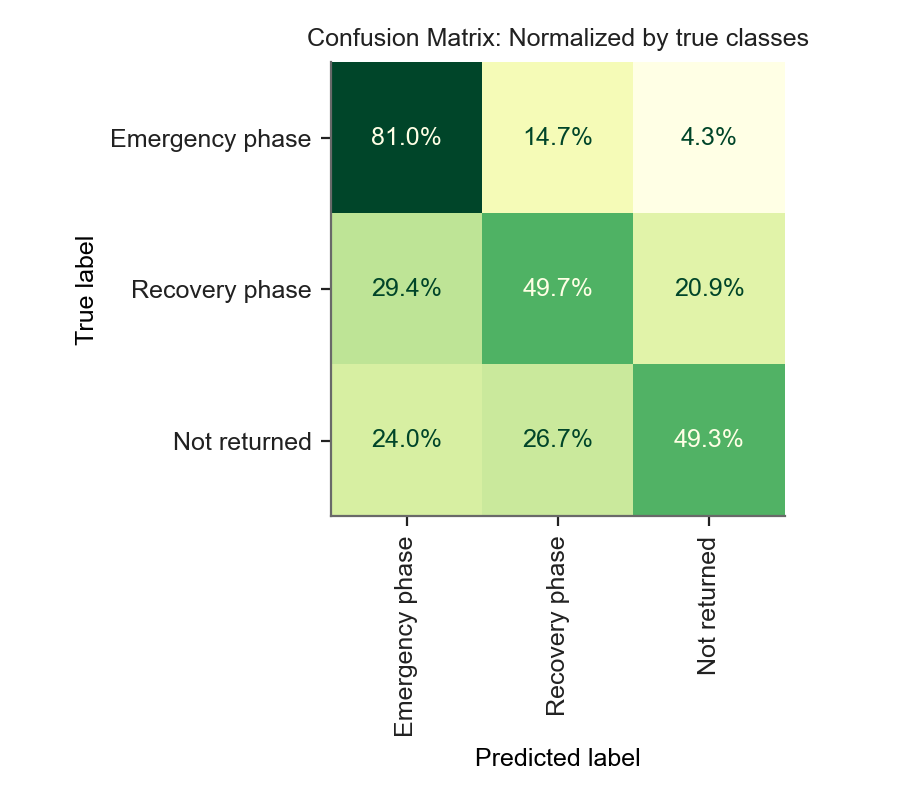 Confusion Matrix: Normalized by true classes
True label
Emergency phase
81.0% 14.7% 4.3%
Recovery phase
29.4% 49.7% 20.9%
Not returned
24.0% 26.7% 49.3%
Emergency phase
Recovery phase
Not returned
Predicted label